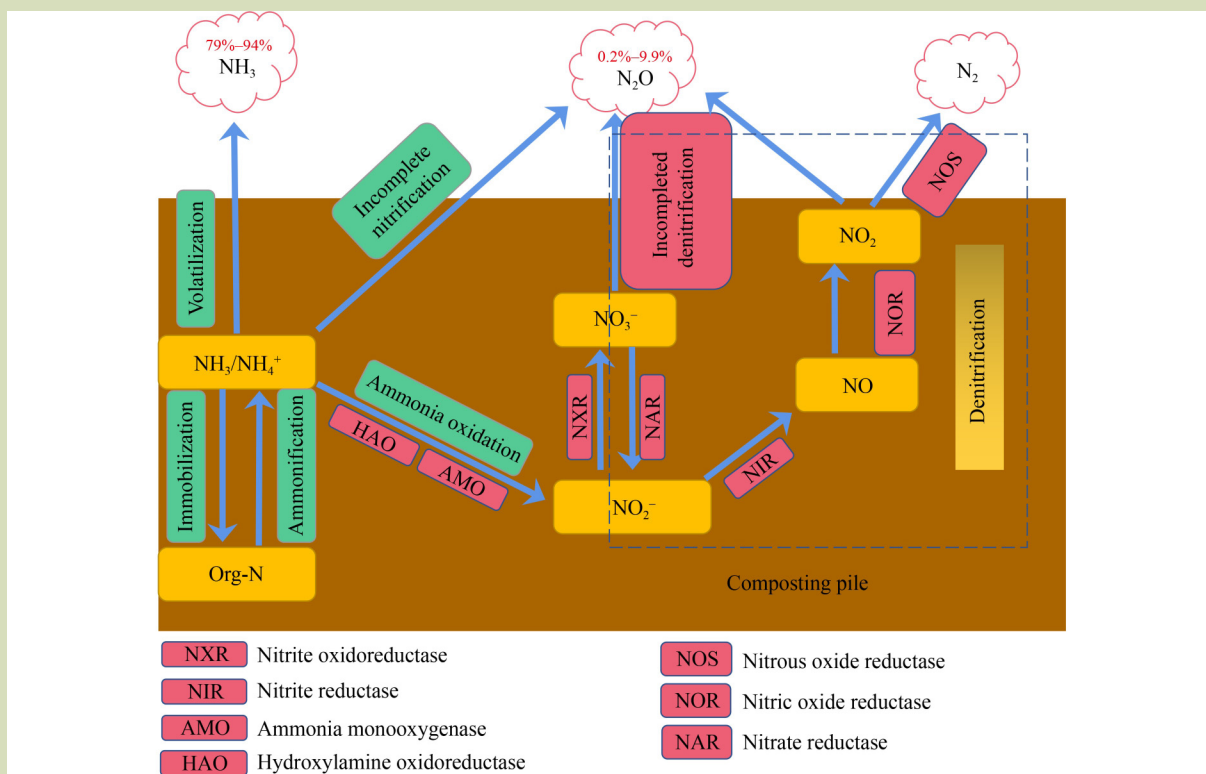 79%–94%
NH₃
0.2%–9.9%
N₂O
N₂
Incomplete
nitrification
Incompleted
denitrification
NOS
Volatilization
NO₂
NOR
NO₃⁻
NH₃/NH₄⁺
NO
Denitrification
Ammonia oxidation
HAO
AMO
NXR
NAR
NIR
Immobilization
Ammonification
NO₂⁻
Org-N
Composting pile
NXR Nitrite oxidoreductase
NIR Nitrite reductase
AMO Ammonia monooxygenase
HAO Hydroxylamine oxidoreductase
NOS Nitrous oxide reductase
NOR Nitric oxide reductase
NAR Nitrate reductase